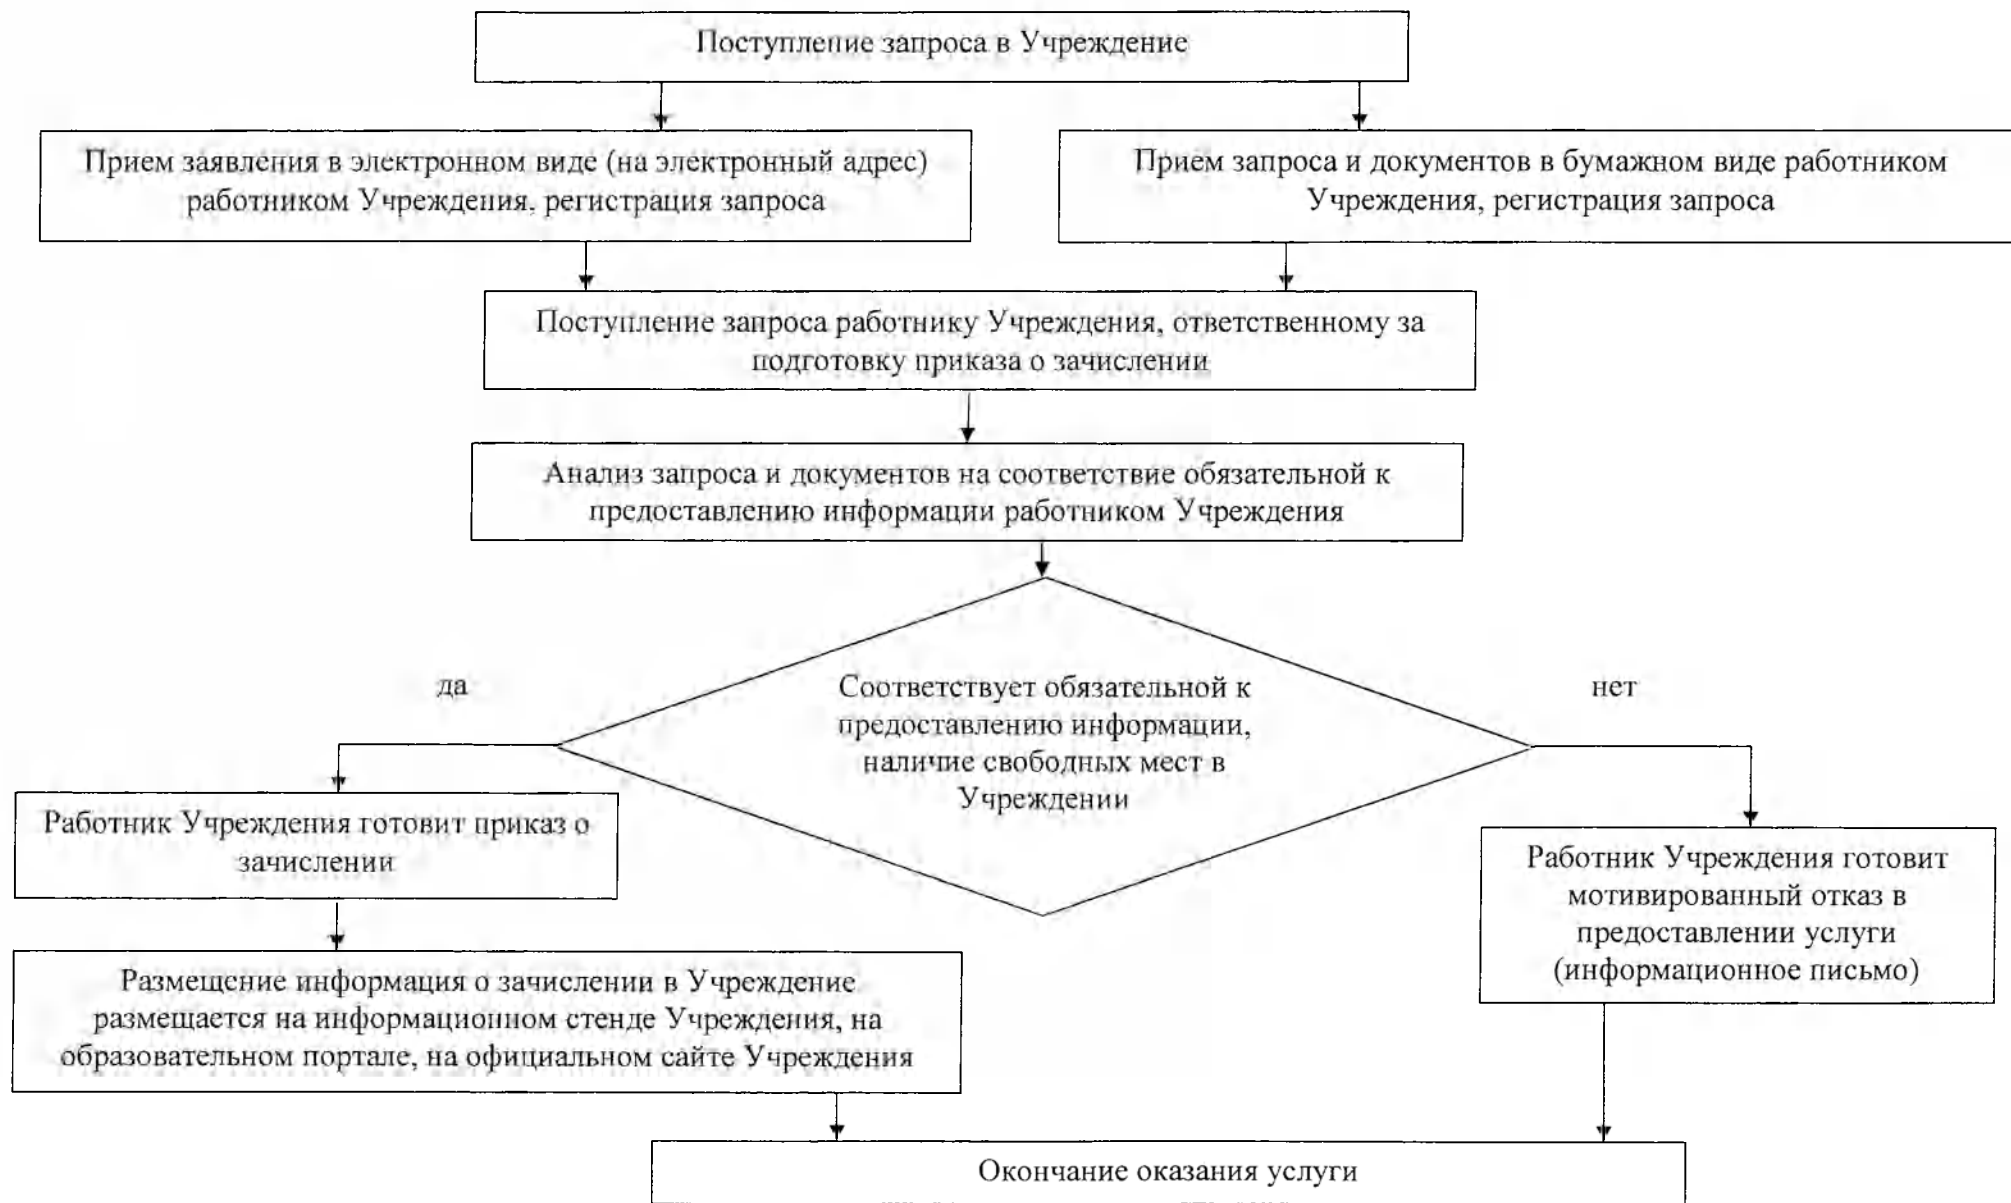 Поступление запроса в Учреждение
Прием заявления в электронном виде (на электронный адрес)
работником Учреждения, регистрация запроса
Прием запроса и документов в бумажном виде работником
Учреждения, регистрация запроса
Поступление запроса работнику Учреждения, ответственному за
подготовку приказа о зачислении
Анализ запроса и документов на соответствие обязательной к
предоставлению информации работником Учреждения
да
Соответствует обязательной к
предоставлению информации,
наличие свободных мест в
Учреждении
нет
Работник Учреждения готовит приказ о
зачислении
Работник Учреждения готовит
мотивированный отказ в
предоставлении услуги
(информационное письмо)
Размещение информация о зачислении в Учреждение
размещается на информационном стенде Учреждения, на
образовательном портале, на официальном сайте Учреждения
Окончание оказания услуги